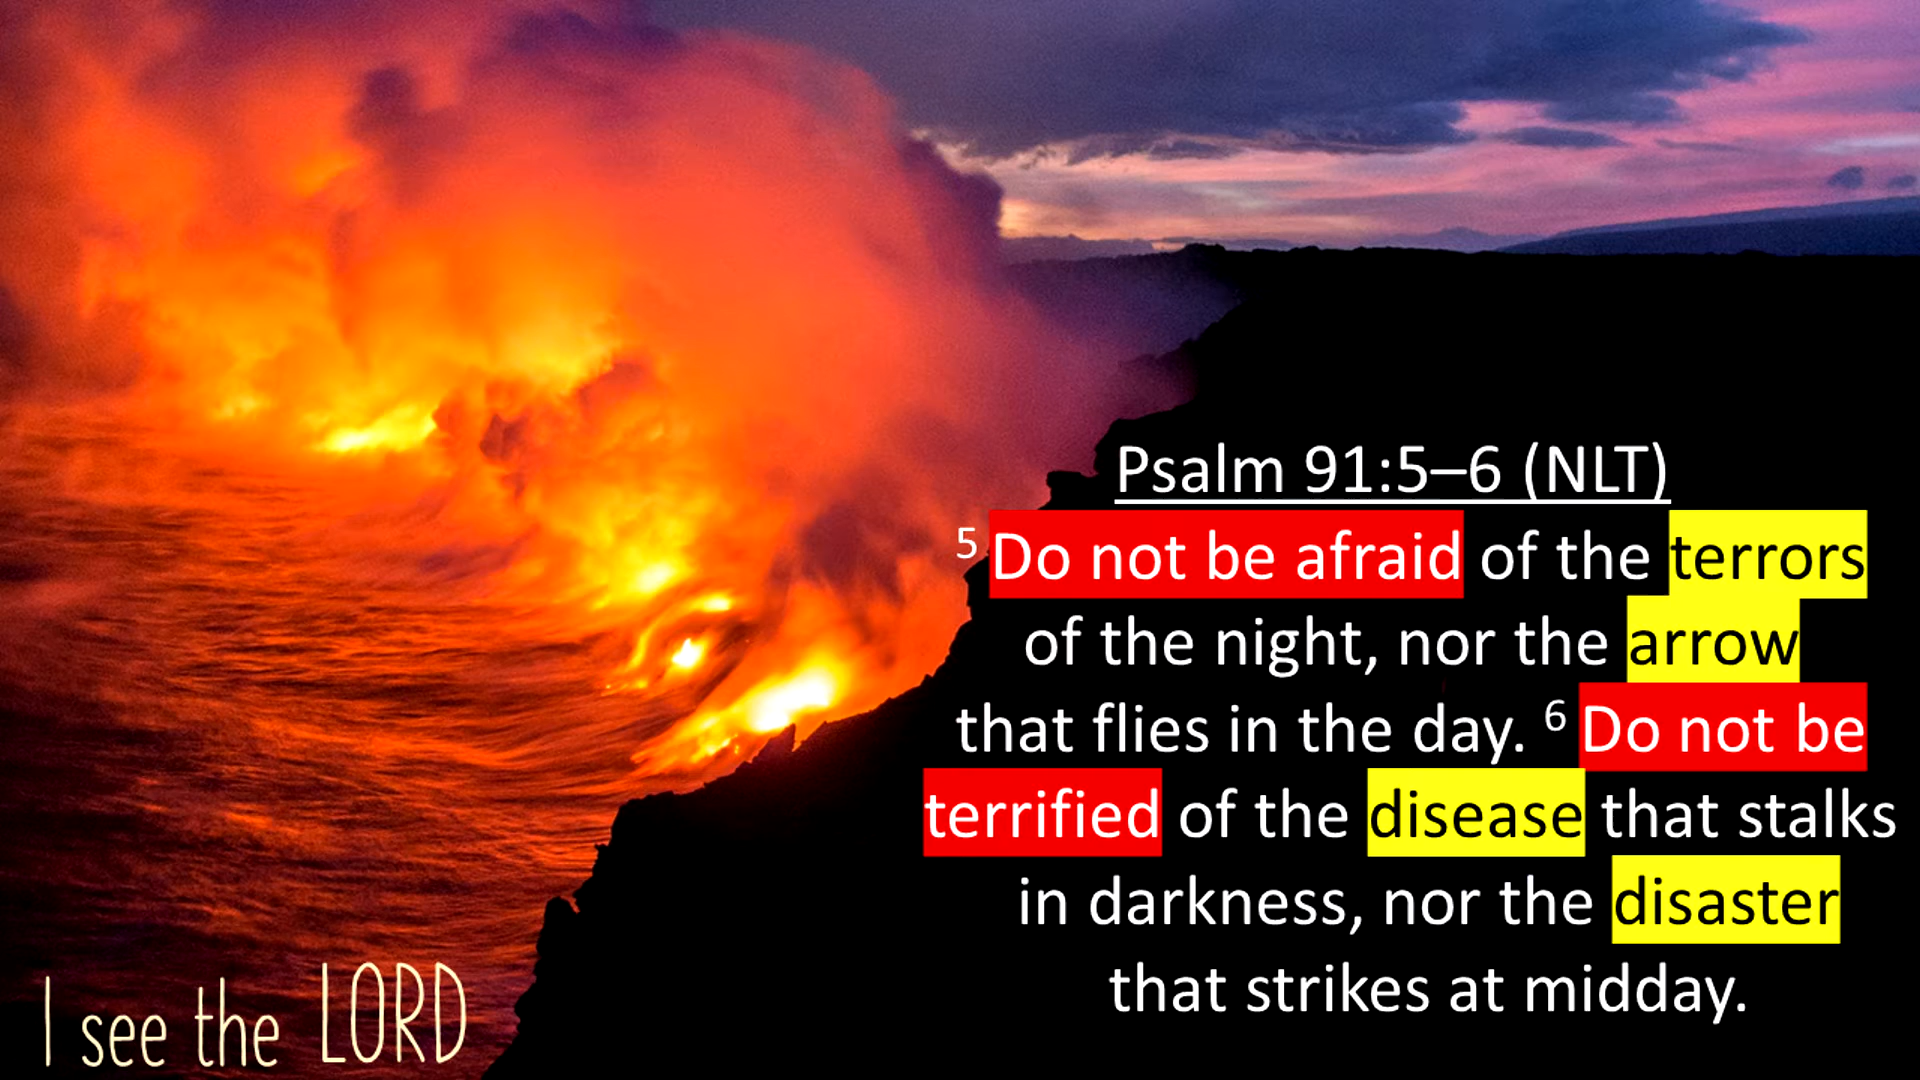 Psalm 91:5–6 (NLT)
5 Do not be afraid of the terrors
of the night, nor the arrow
that flies in the day. 6 Do not be
terrified of the disease that stalks
in darkness, nor the disaster
that strikes at midday.
I see the LORD